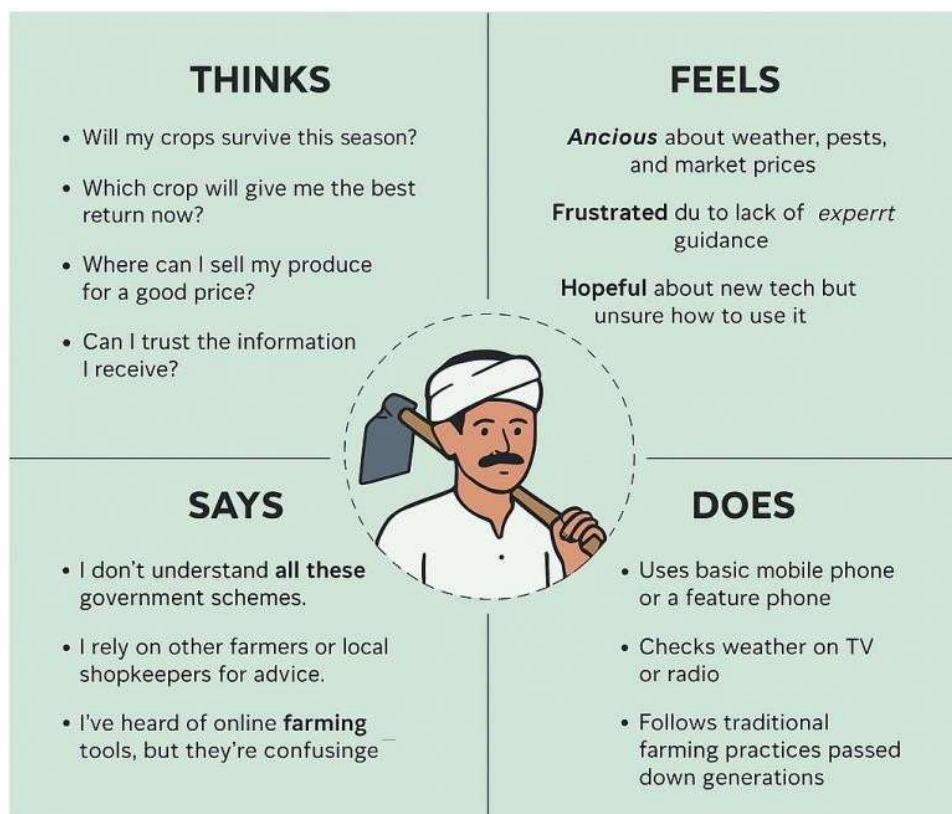 THINKS
• Will my crops survive this season?
• Which crop will give me the best
return now?
• Where can I sell my produce
for a good price?
• Can I trust the information
I receive?
FEELS
Ancious about weather, pests,
and market prices
Frustrated du to lack of experrt
guidance
Hopeful about new tech but
unsure how to use it
SAYS
• I don't understand all these
government schemes.
• I rely on other farmers or local
shopkeepers for advice.
• I've heard of online farming
tools, but they're confusinge
DOES
• Uses basic mobile phone
or a feature phone
• Checks weather on TV
or radio
• Follows traditional
farming practices passed
down generations